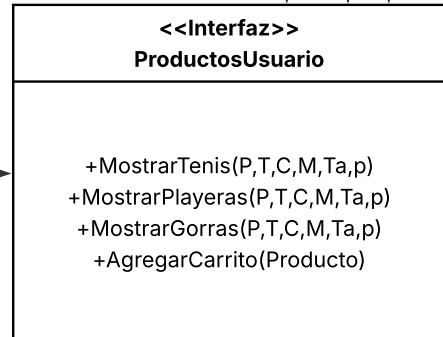 <<Interfaz>>
ProductosUsuario
+MostrarTenis(P,T,C,M,Ta,p)
+MostrarPlayeras(P,T,C,M,Ta,p)
+MostrarGorras(P,T,C,M,Ta,p)
+AgregarCarrito(Producto)